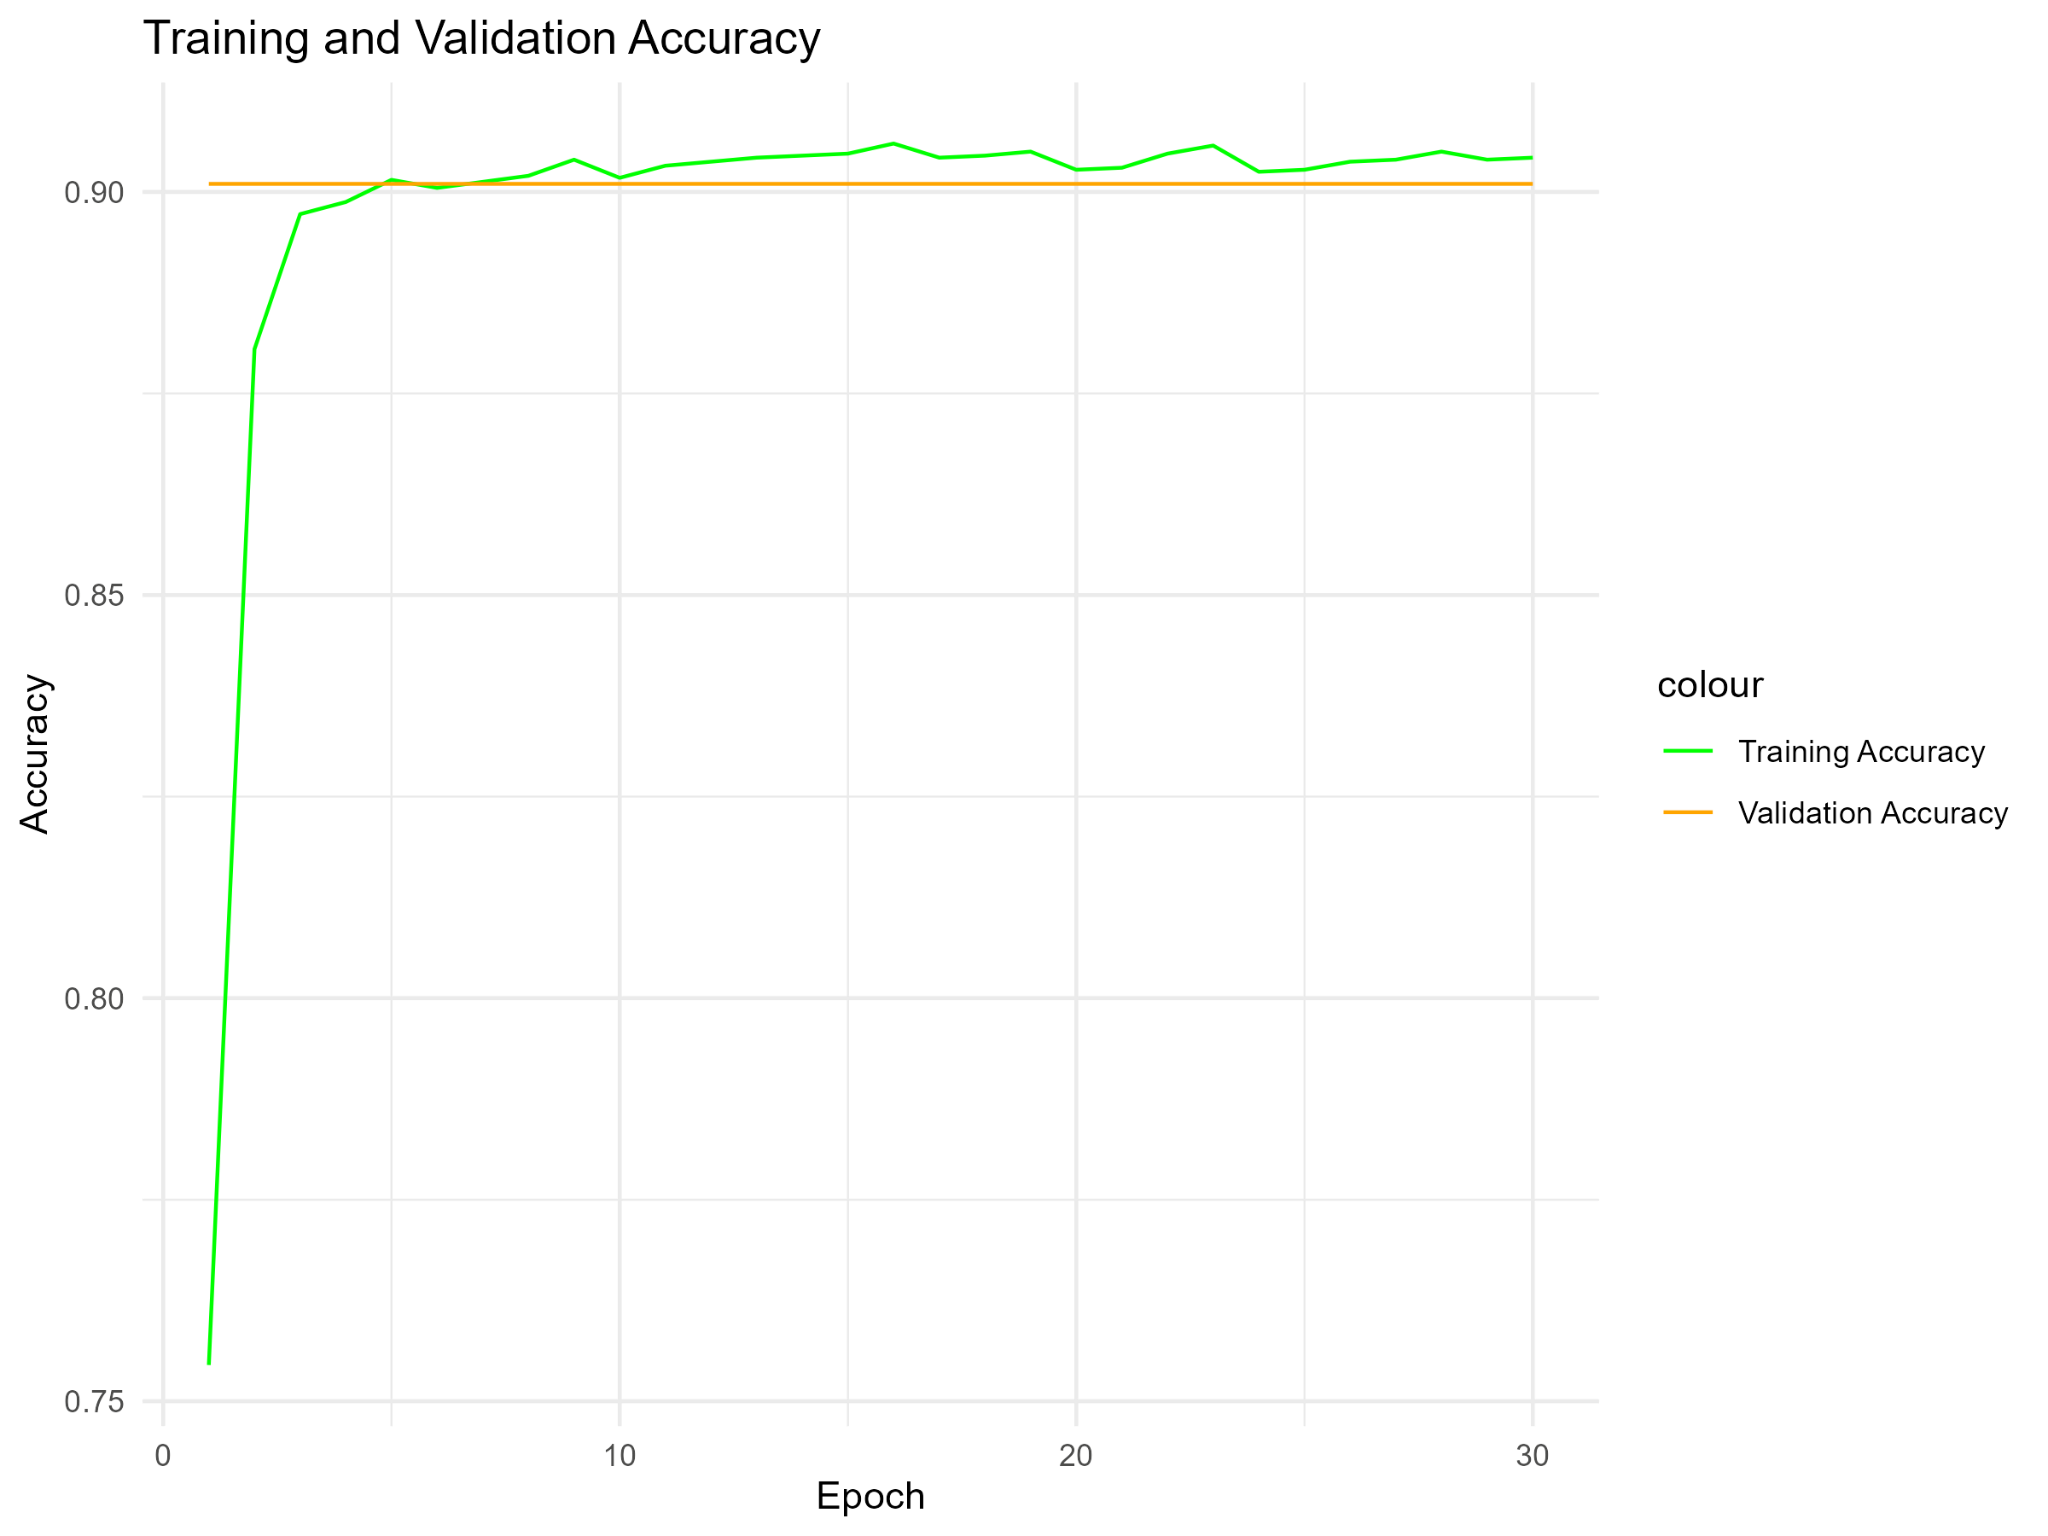 Training and Validation Accuracy
0.90
0.85
0.80
0.75
Accuracy
0
10
20
30
Epoch
colour
Training Accuracy
Validation Accuracy